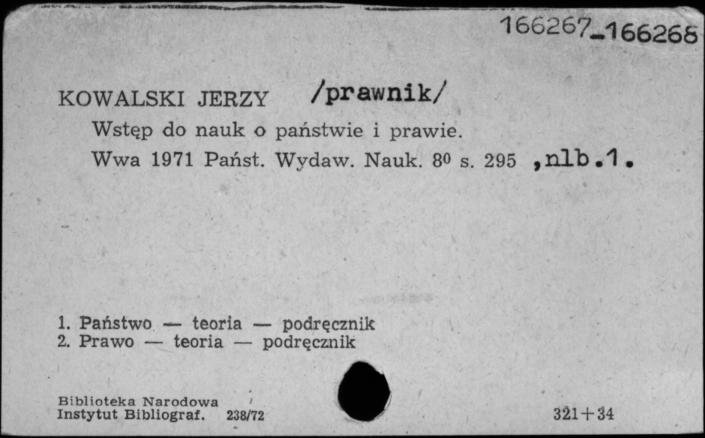 166267-166268
KOWALSKI JERZY /prawnik/
Wstęp do nauk o państwie i prawie.
Wwa 1971 Państ. Wydaw. Nauk. 8⁰ s. 295 ,nlb.1.
1. Państwo — teoria — podręcznik
2. Prawo — teoria — podręcznik
Biblioteka Narodowa
Instytut Bibliograf. 238/72 321+34